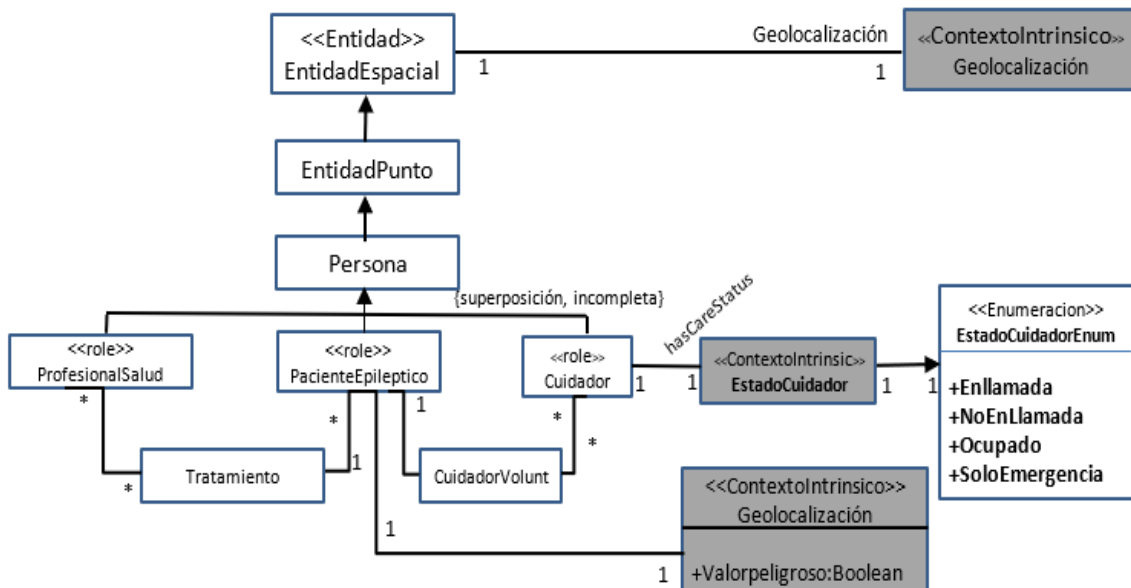 <<Entidad>>
EntidadEspacial
1
Geolocalización
1
«ContextoIntrinsico»
Geolocalización
EntidadPunto
Persona
{superposición, incompleta}
<<role>>
ProfesionalSalud
*
<<role>>
PacienteEpileptico
*
1
«role»
Cuidador
1
*
hasCareStatus
1
«ContextoIntrinsic»
EstadoCuidador
1
1
<<Enumeracion>>
EstadoCuidadorEnum
+Enllamada
+NoEnLlamada
+Ocupado
+SoloEmergencia
*
Tratamiento
1
CuidadorVolunt
*
1
1
<<ContextoIntrinsico>>
Geolocalización
+Valorpeligroso:Boolean